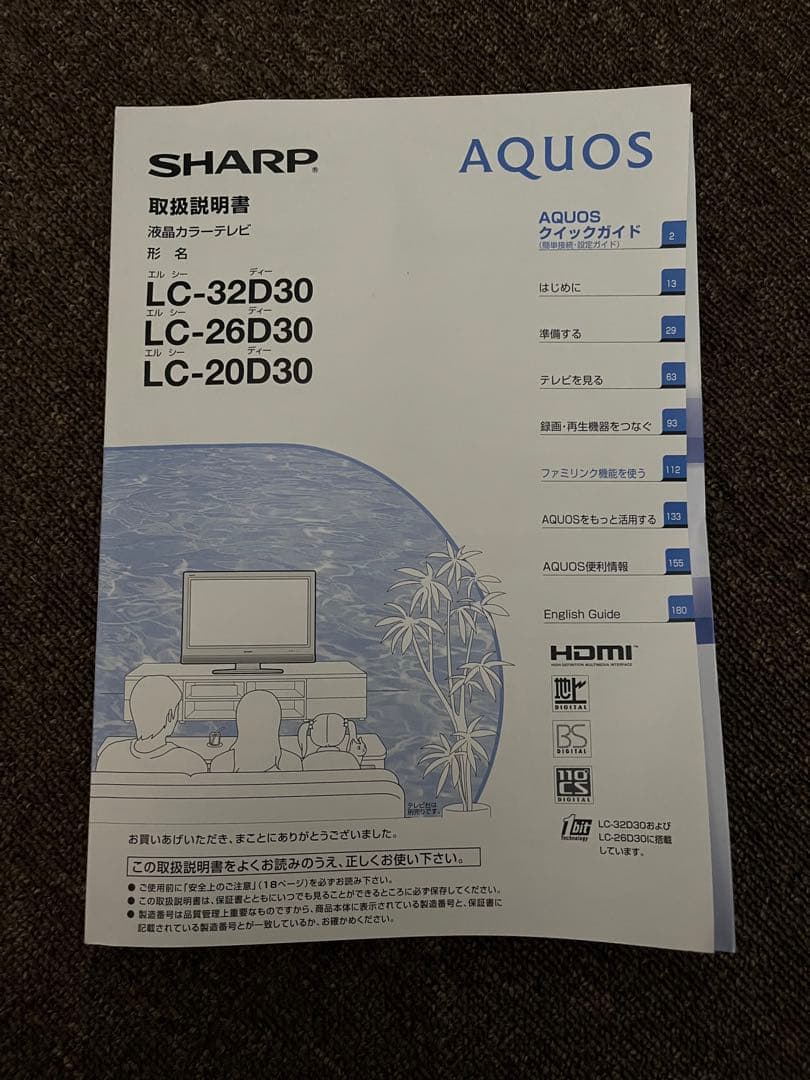 SHARP®
AQUOS
取扱説明書
液晶カラーテレビ
形 名
エル シー ディー
LC-32D30
エル シー ディー
LC-26D30
エル シー ディー
LC-20D30
AQUOS
クイックガイド
(簡単接続・設定ガイド)
2
はじめに
13
準備する
29
テレビを見る
63
録画・再生機器をつなぐ
93
ファミリンク機能を使う
112
AQUOSをもっと活用する
133
AQUOS便利情報
155
English Guide
180
HDMI™
HIGH-DEFINITION MULTIMEDIA INTERFACE
地上
DIGITAL
BS
DIGITAL
110°
CS
DIGITAL
1bit
Technology
LC-32D30および
LC-26D30に搭載
しています。
テレビ台は
別売りです。
お買いあげいただき、まことにありがとうございました。
この取扱説明書をよくお読みのうえ、正しくお使い下さい。
● ご使用前に「安全上のご注意」(18ページ)を必ずお読み下さい。
● この取扱説明書は、保証書とともにいつでも見ることができるところに必ず保存してください。
● 製造番号は品質管理上重要なものですから、商品本体に表示されている製造番号と、保証書に
記載されている製造番号とが一致しているか、お確かめください。